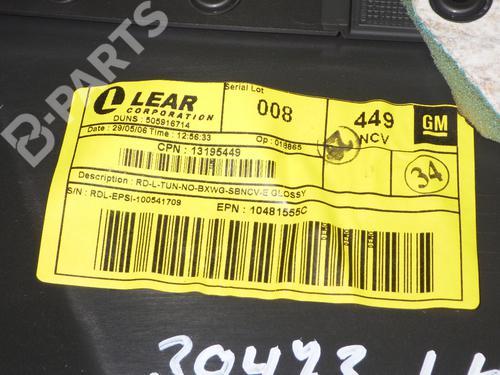 B-PARTS
LEAR
CORPORATION
DUNS : 505916714
Date : 29/05/06 Time : 12:56:33
Op : 018865
Serial Lot
008
449
NCV
GM
CPN : 13195449
34
Description : RD-L-TUN-NO-BXWG-SBNCV-E GLOSSY
S/N : RDL-EPSI-100541709
EPN : 10481555C
30423